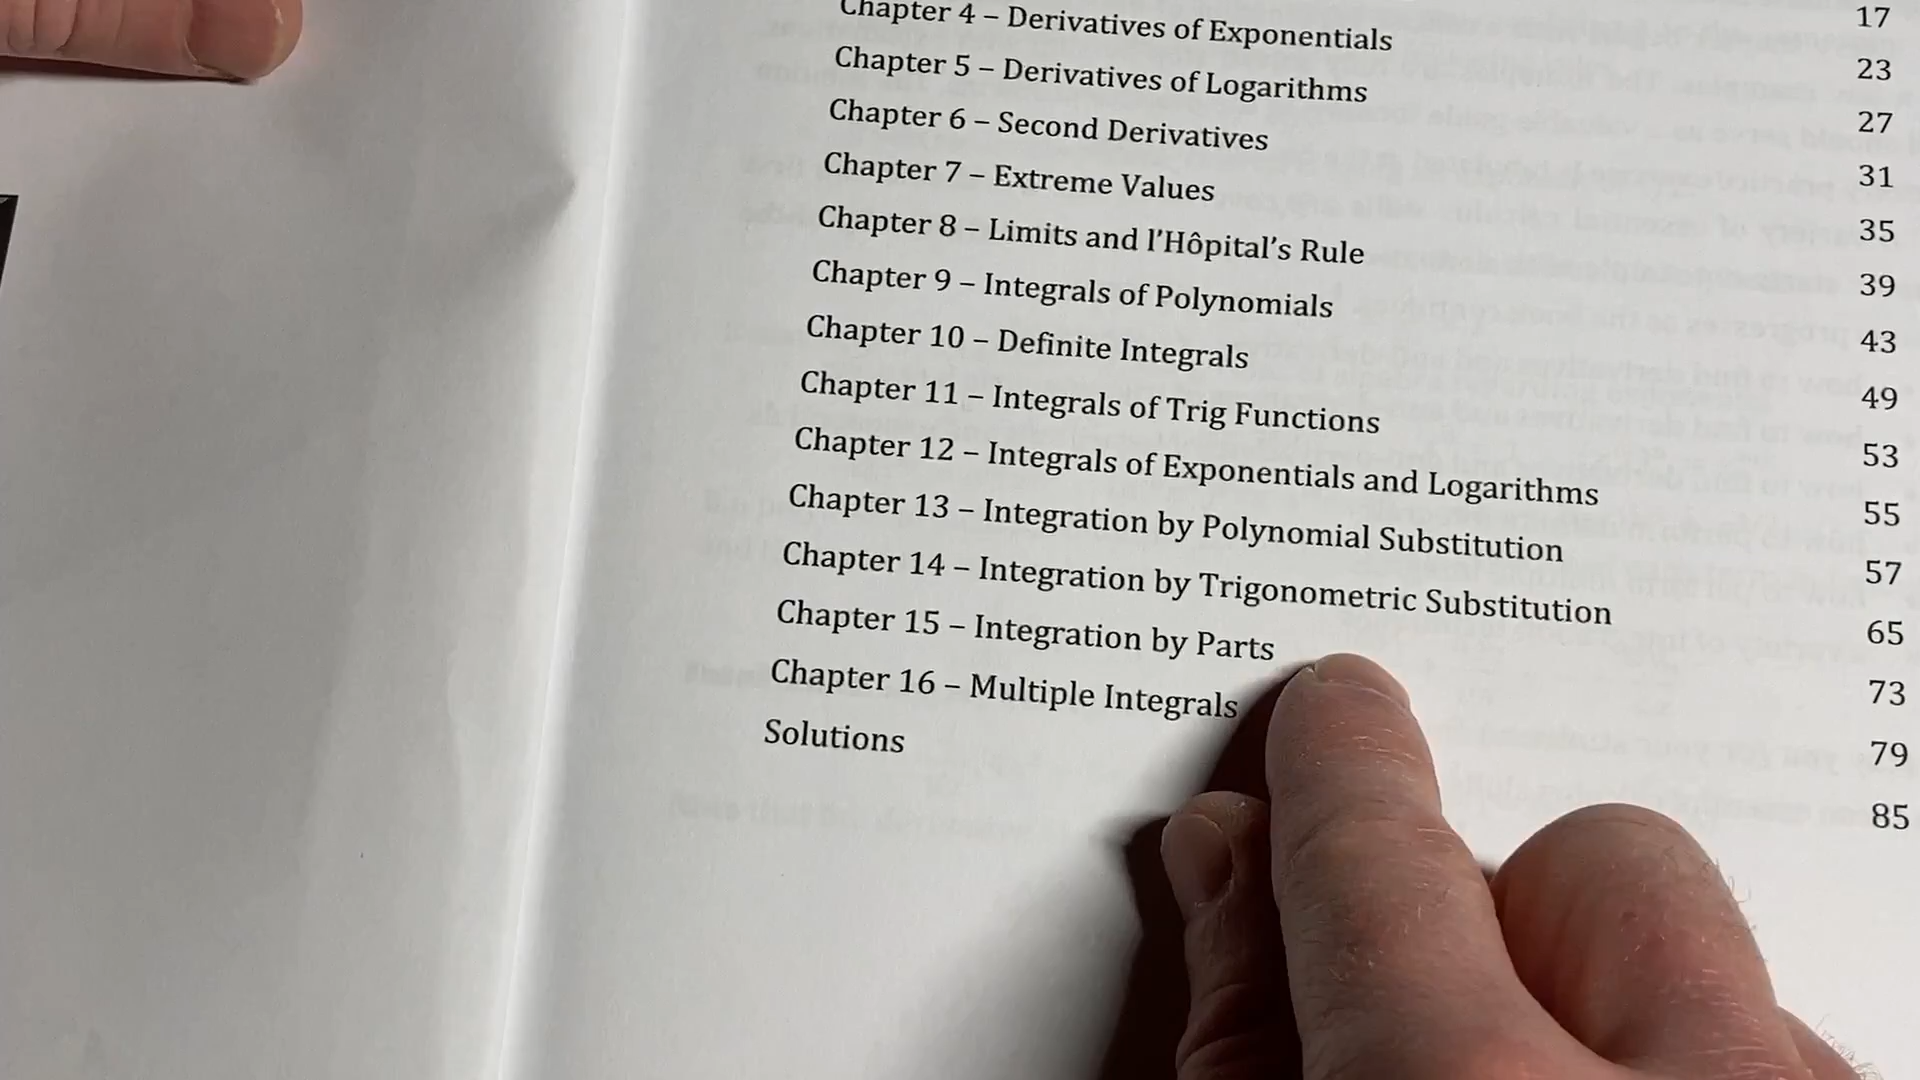 17
Chapter 4 – Derivatives of Exponentials 23
Chapter 5 – Derivatives of Logarithms 27
Chapter 6 – Second Derivatives 31
Chapter 7 – Extreme Values 35
Chapter 8 – Limits and l’Hôpital’s Rule 39
Chapter 9 – Integrals of Polynomials 43
Chapter 10 – Definite Integrals 49
Chapter 11 – Integrals of Trig Functions 53
Chapter 12 – Integrals of Exponentials and Logarithms 55
Chapter 13 – Integration by Polynomial Substitution 57
Chapter 14 – Integration by Trigonometric Substitution 65
Chapter 15 – Integration by Parts 73
Chapter 16 – Multiple Integrals 79
Solutions 85